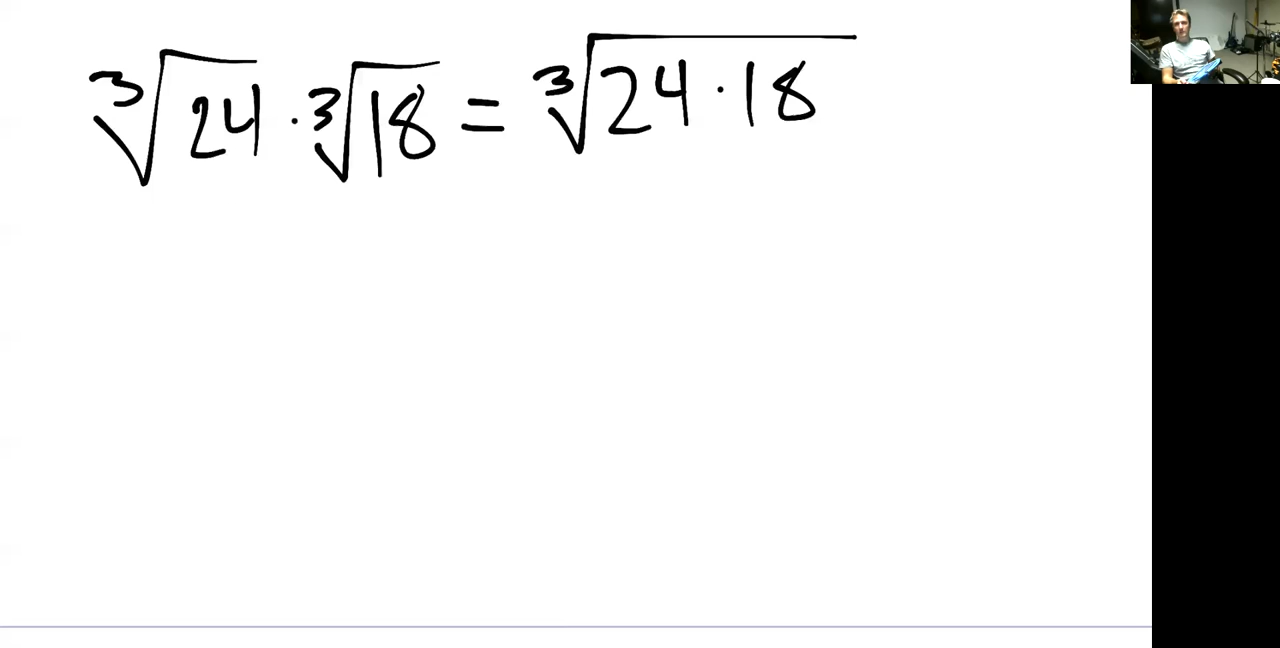 ∛24 · ∛18 = ∛24 · 18